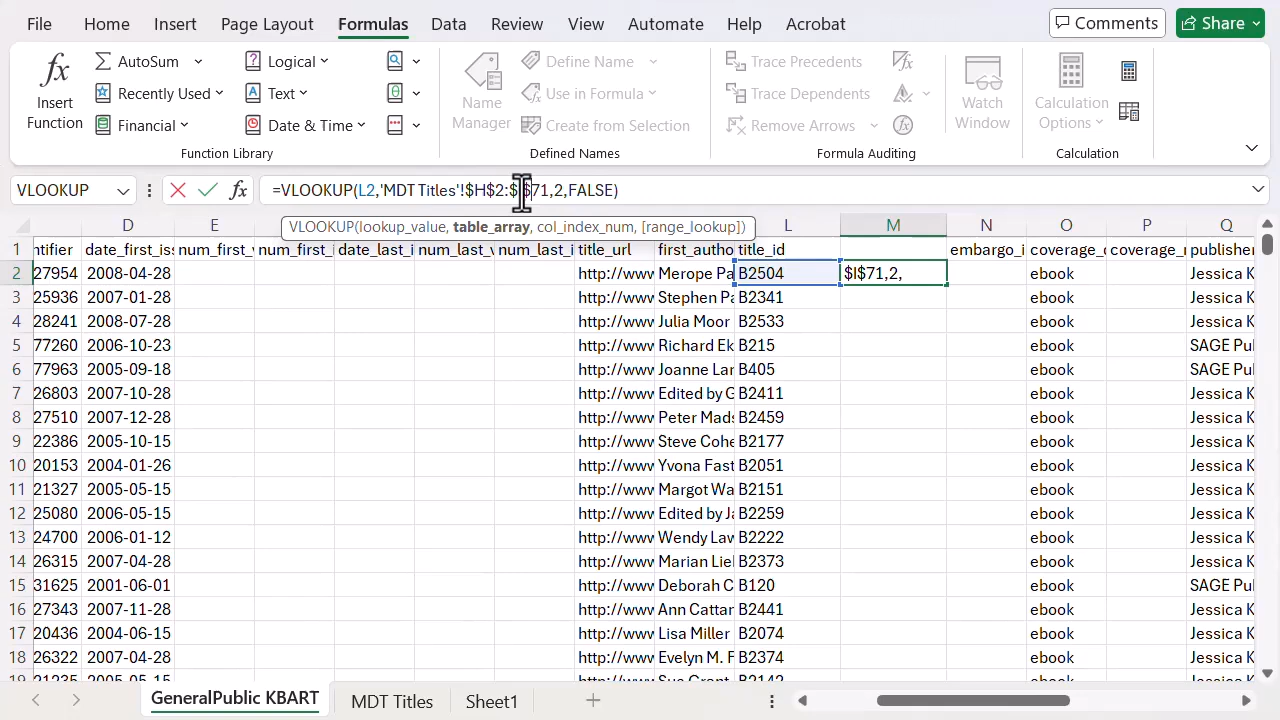 File Home Insert Page Layout Formulas Data Review View Automate Help Acrobat Comments Share
AutoSum Logical Define Name Trace Precedents
Insert Function Recently Used Text Name Manager Use in Formula Trace Dependents Watch Window Calculation Options
Financial Date & Time Create from Selection Remove Arrows
Function Library Defined Names Formula Auditing Calculation
VLOOKUP fx =VLOOKUP(L2,'MDT Titles'!$H$2:$I$71,2,FALSE)
VLOOKUP(lookup_value, table_array, col_index_num, [range_lookup])
D E F G H I J K L M N O P Q
1 ntifier date_first_iss num_first_ num_first_i date_last_i num_last_ num_last_i title_url first_autho title_id embargo_i coverage_ coverage_ publisher
2 27954 2008-04-28 http://www Merope Pa B2504 $I$71,2, ebook Jessica K
3 25936 2007-01-28 http://www Stephen Pa B2341 ebook Jessica K
4 28241 2008-07-28 http://www Julia Moor B2533 ebook Jessica K
5 77260 2006-10-23 http://www Richard Ek B215 ebook SAGE Pu
6 77963 2005-09-18 http://www Joanne Lar B405 ebook SAGE Pu
7 26803 2007-10-28 http://www Edited by G B2411 ebook Jessica K
8 27510 2007-12-28 http://www Peter Mads B2459 ebook Jessica K
9 22386 2005-10-15 http://www Steve Cohe B2177 ebook Jessica K
10 20153 2004-01-26 http://www Yvona Fast B2051 ebook Jessica K
11 21327 2005-05-15 http://www Margot Wa B2151 ebook Jessica K
12 25080 2006-05-15 http://www Edited by Ja B2259 ebook Jessica K
13 24700 2006-01-12 http://www Wendy Law B2222 ebook Jessica K
14 26315 2007-04-28 http://www Marian Lie B2373 ebook Jessica K
15 31625 2001-06-01 http://www Deborah C B120 ebook SAGE Pu
16 27343 2007-11-28 http://www Ann Cattar B2441 ebook Jessica K
17 20436 2004-06-15 http://www Lisa Miller B2074 ebook Jessica K
18 26322 2007-04-28 http://www Evelyn M. F B2374 ebook Jessica K
GeneralPublic KBART MDT Titles Sheet1